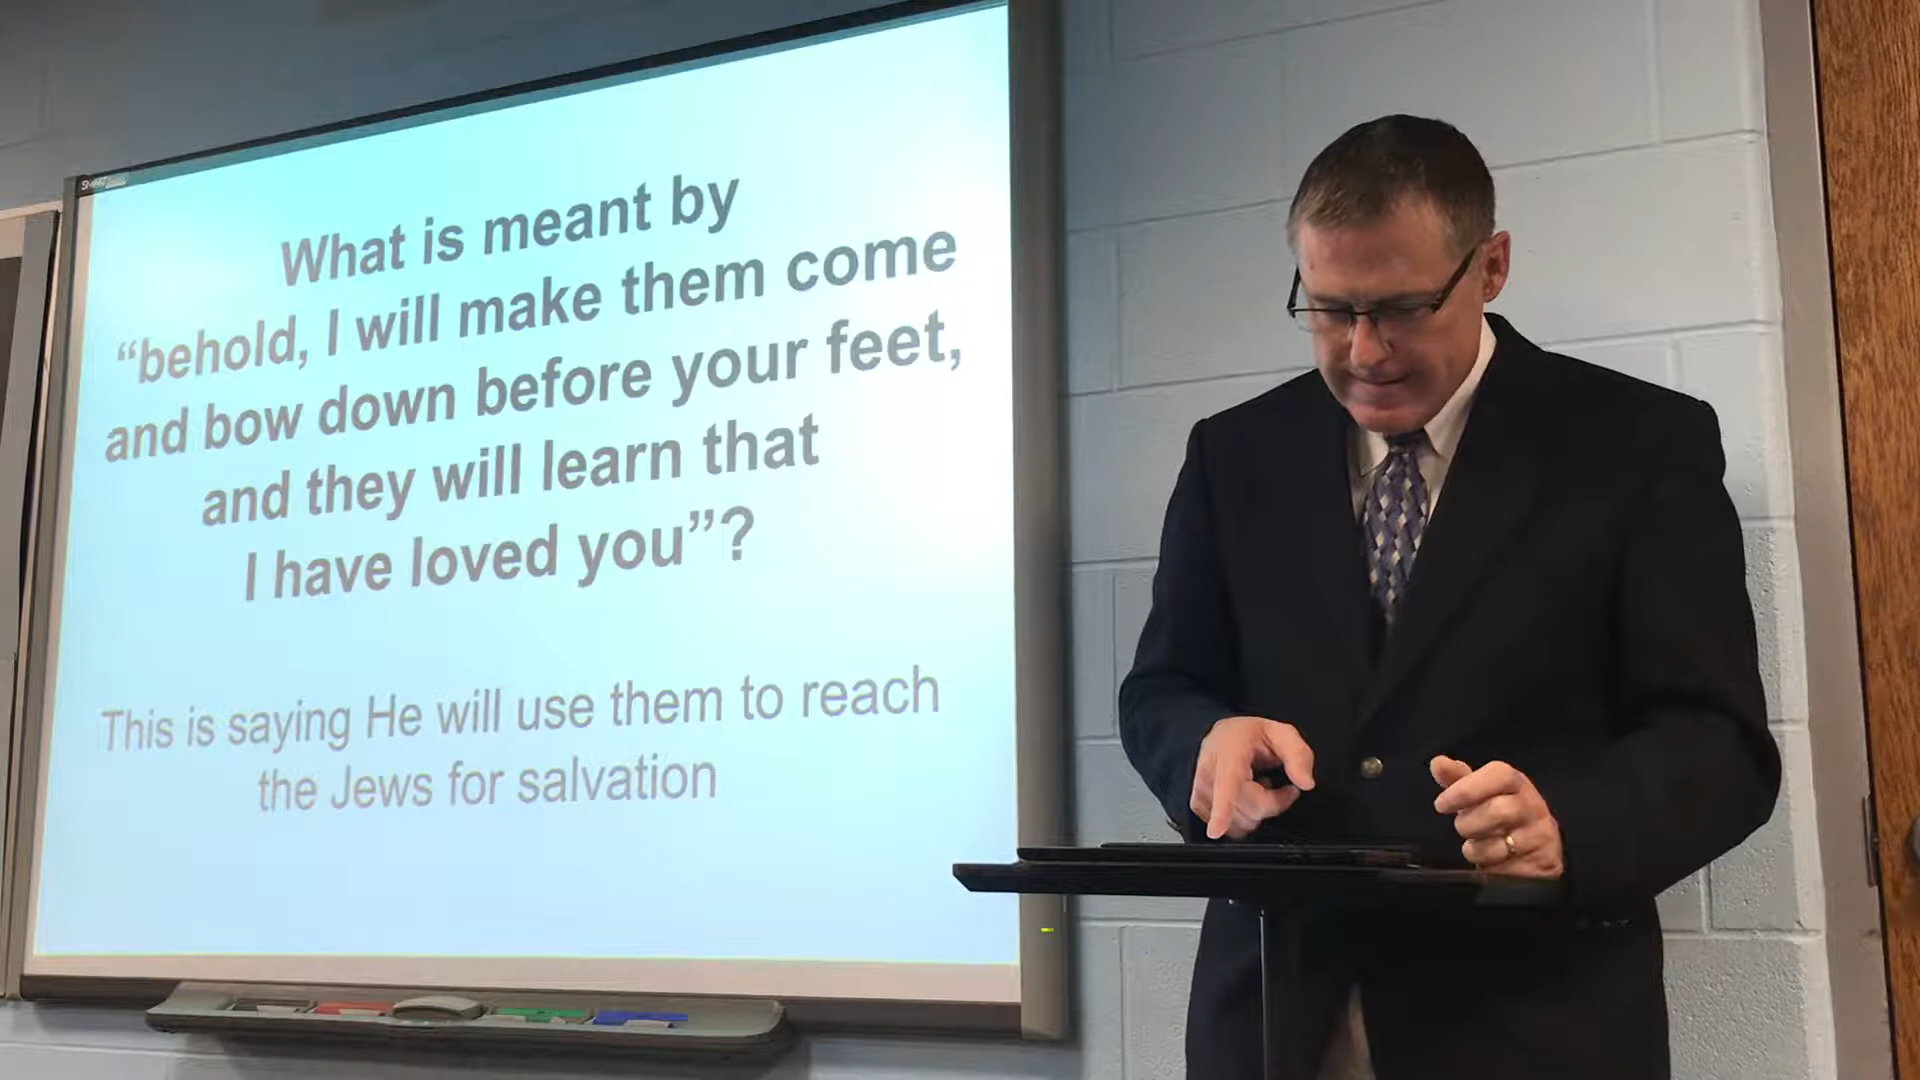 What is meant by
“behold, I will make them come
and bow down before your feet,
and they will learn that
I have loved you”?
This is saying He will use them to reach
the Jews for salvation